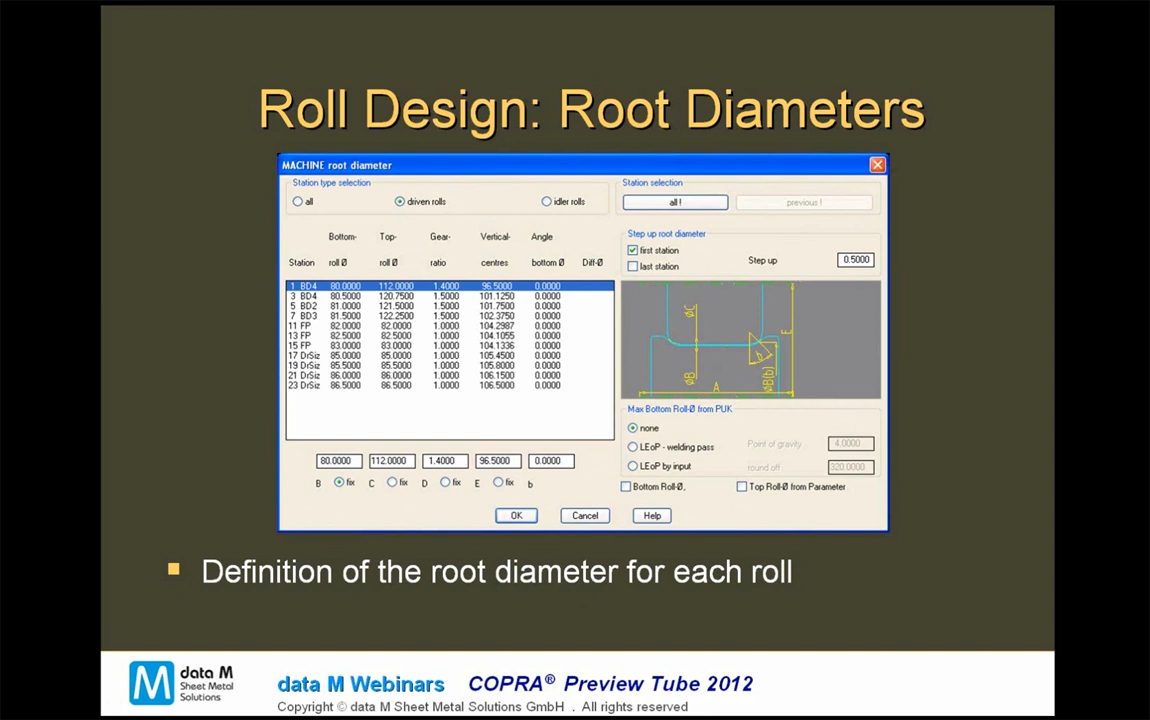 Roll Design: Root Diameters
MACHINE root diameter
Station type selection
all
driven rolls
idler rolls
Station selection
all !
previous !
Bottom- Top- Gear- Vertical- Angle
Station roll Ø roll Ø ratio centres bottom Ø Diff-Ø
1 BD4 80.0000 112.0000 1.4000 96.5000 0.0000
3 BD4 80.5000 120.7500 1.5000 101.1250 0.0000
5 BD2 81.0000 121.5000 1.5000 101.7500 0.0000
7 BD3 81.5000 122.2500 1.5000 102.3750 0.0000
11 FP 82.0000 82.0000 1.0000 104.2987 0.0000
13 FP 82.5000 82.5000 1.0000 104.1055 0.0000
15 FP 83.0000 83.0000 1.0000 104.1336 0.0000
17 DrSiz 85.0000 85.0000 1.0000 105.4500 0.0000
19 DrSiz 85.5000 85.5000 1.0000 105.8000 0.0000
21 DrSiz 86.0000 86.0000 1.0000 106.1500 0.0000
23 DrSiz 86.5000 86.5000 1.0000 106.5000 0.0000
80.0000 112.0000 1.4000 96.5000 0.0000
B fix C fix D fix E fix b
Step up root diameter
first station
last station
Step up 0.5000
ØC
E
b
ØB
ØB(b)
A
Max Bottom Roll-Ø from PUK
none
LEoP - welding pass
LEoP by input
Point of gravity 4.0000
round off 320.0000
Bottom Roll-Ø,
Top Roll-Ø from Parameter
OK
Cancel
Help
Definition of the root diameter for each roll
M
data M
Sheet Metal
Solutions
data M Webinars COPRA® Preview Tube 2012
Copyright © data M Sheet Metal Solutions GmbH . All rights reserved